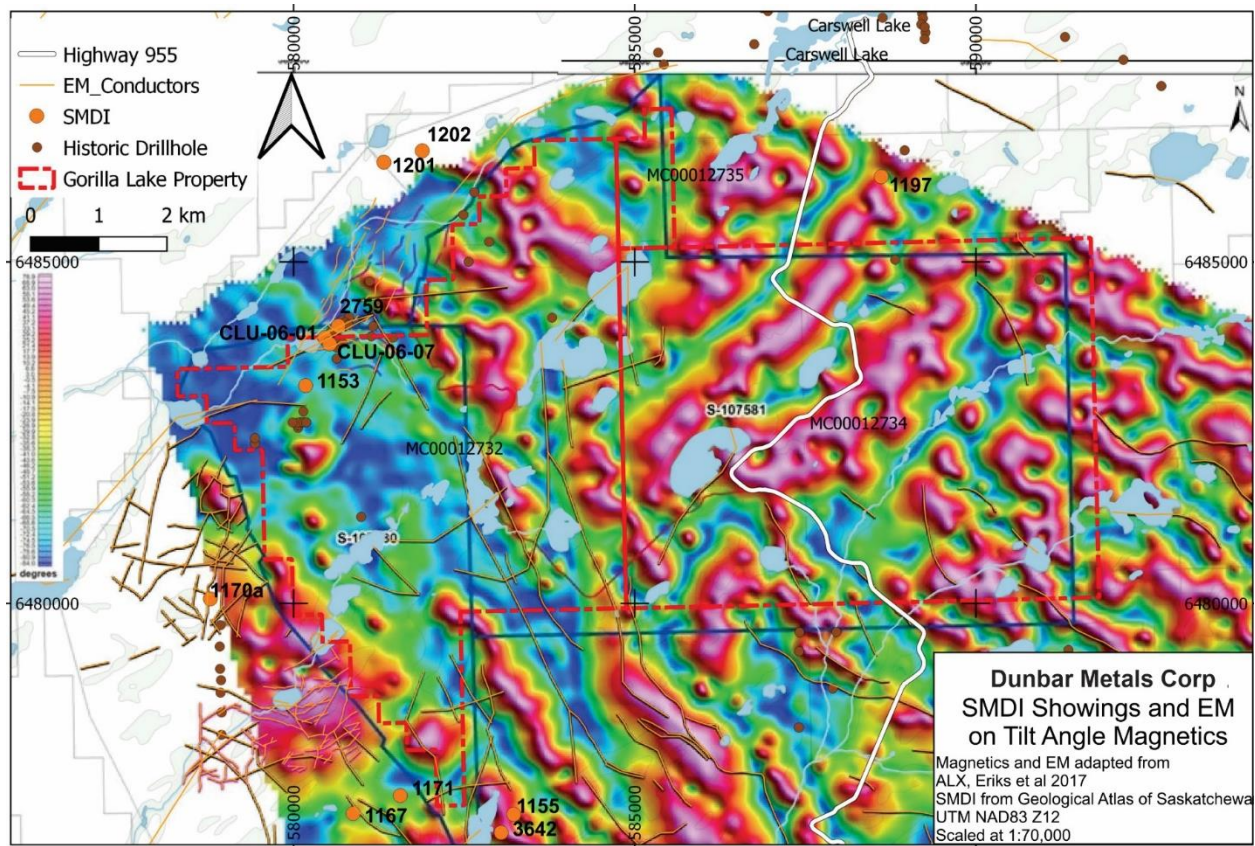 Highway 955
EM_Conductors
SMDI
Historic Drillhole
Gorilla Lake Property
0 1 2 km
580000
585000
590000
Carswell Lake
Carswell Lake
N
1202
1201
MC00012735
1197
6485000
6485000
2759
CLU-06-01
CLU-06-07
1153
S-107581
MC00012734
MC00012732
degrees
1170a
6480000
6480000
1171
1167
1155
3642
580000
585000
Dunbar Metals Corp
SMDI Showings and EM
on Tilt Angle Magnetics
Magnetics and EM adapted from
ALX, Eriks et al 2017
SMDI from Geological Atlas of Saskatchewa
UTM NAD83 Z12
Scaled at 1:70,000